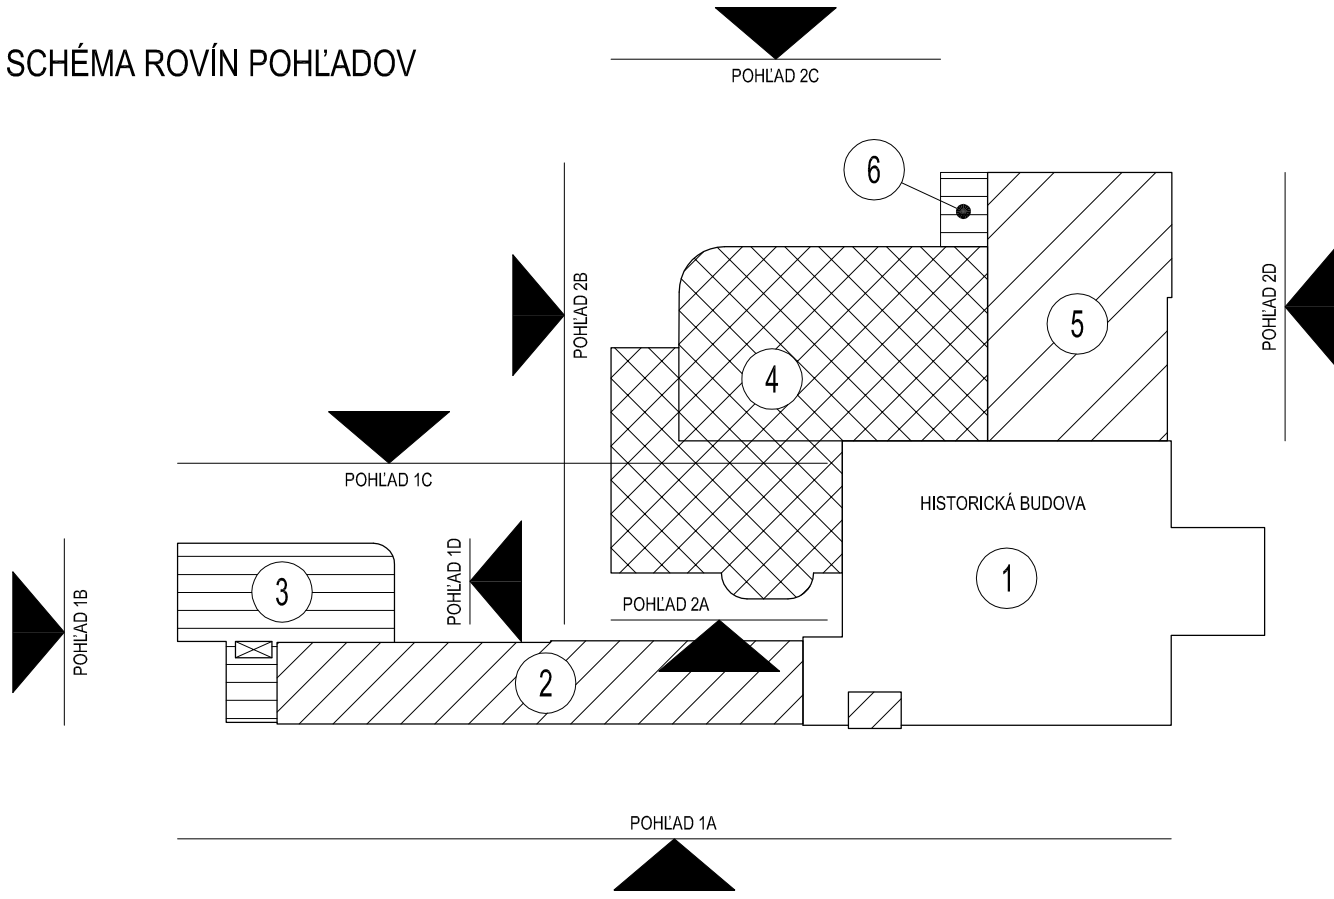 POHĽAD 2C
SCHÉMA ROVÍN POHĽADOV
6
POHĽAD 2B
POHĽAD 2D
5
4
POHĽAD 1C
HISTORICKÁ BUDOVA
POHĽAD 1D
1
3
POHĽAD 1B
POHĽAD 2A
2
POHĽAD 1A